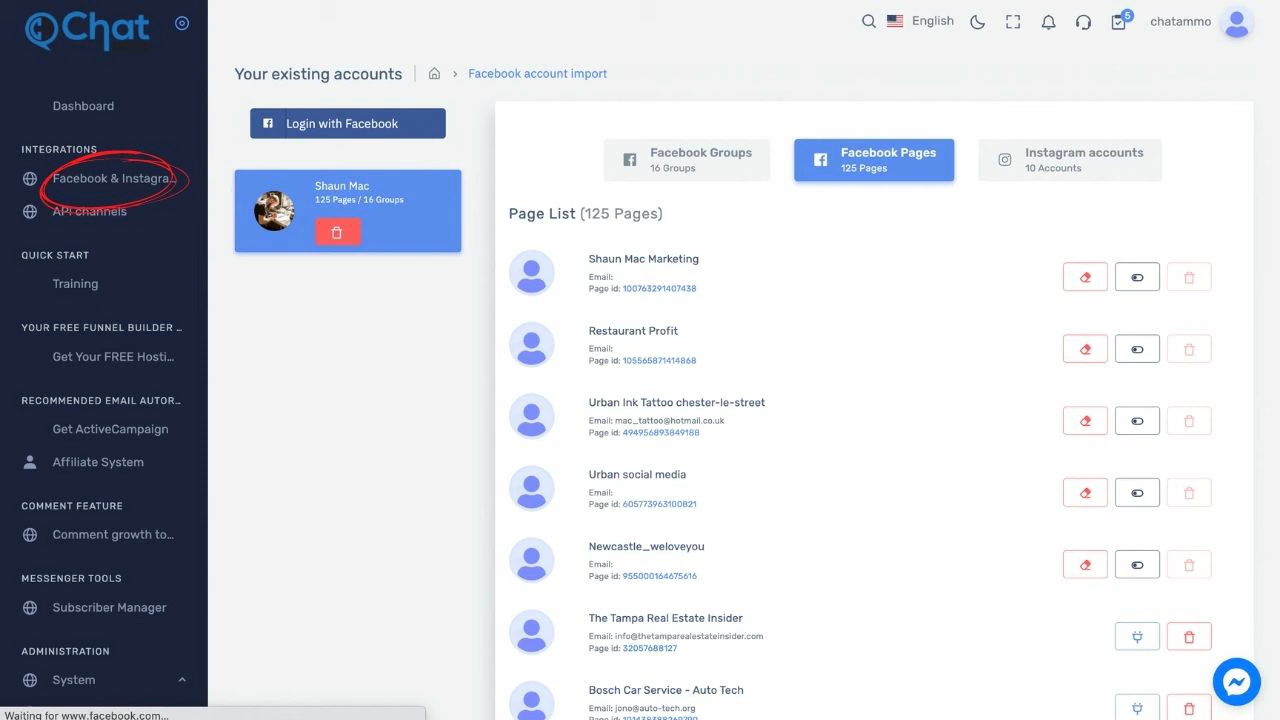 Chat
English
5
chatammo
Your existing accounts
Facebook account import
Dashboard
INTEGRATIONS
Facebook & Instagra...
API channels
QUICK START
Training
YOUR FREE FUNNEL BUILDER ...
Get Your FREE Hosti...
RECOMMENDED EMAIL AUTOR...
Get ActiveCampaign
Affiliate System
COMMENT FEATURE
Comment growth to...
MESSENGER TOOLS
Subscriber Manager
ADMINISTRATION
System
Waiting for www.facebook.com...
Login with Facebook
Shaun Mac
125 Pages / 16 Groups
Facebook Groups
16 Groups
Facebook Pages
125 Pages
Instagram accounts
10 Accounts
Page List (125 Pages)
Shaun Mac Marketing
Email:
Page id: 100763291407438
Restaurant Profit
Email:
Page id: 105565871414868
Urban Ink Tattoo chester-le-street
Email: mac_tattoo@hotmail.co.uk
Page id: 494956893849188
Urban social media
Email:
Page id: 605773963100821
Newcastle_weloveyou
Email:
Page id: 955000164675616
The Tampa Real Estate Insider
Email: info@thetamparealestateinsider.com
Page id: 32057688127
Bosch Car Service - Auto Tech
Email: jono@auto-tech.org
Page id: